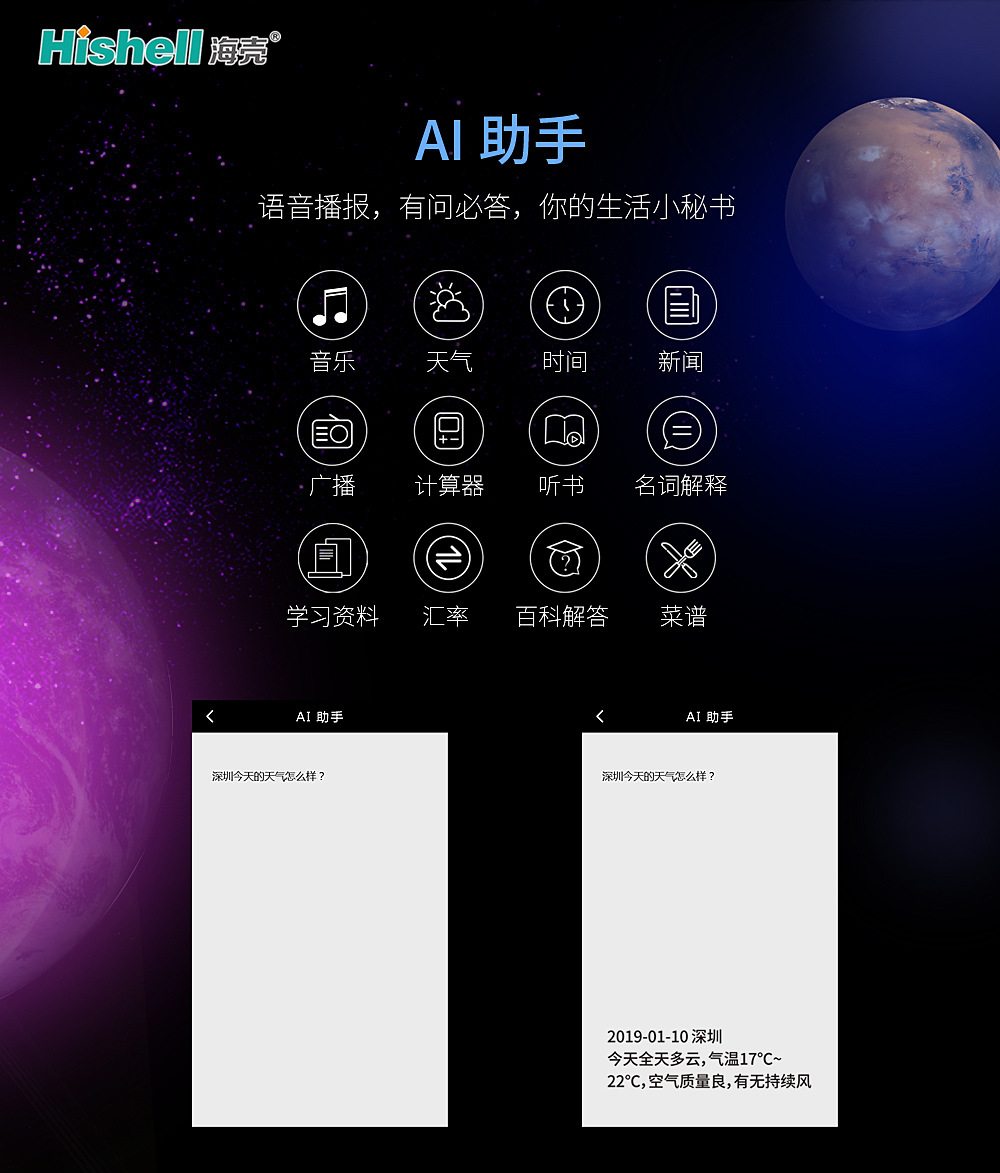 Hishell 海壳®
AI 助手
语音播报，有问必答，你的生活小秘书
音乐 天气 时间 新闻
广播 计算器 听书 名词解释
学习资料 汇率 百科解答 菜谱
AI 助手
深圳今天的天气怎么样？
AI 助手
深圳今天的天气怎么样？
2019-01-10 深圳
今天全天多云，气温17℃~
22℃，空气质量良，有无持续风